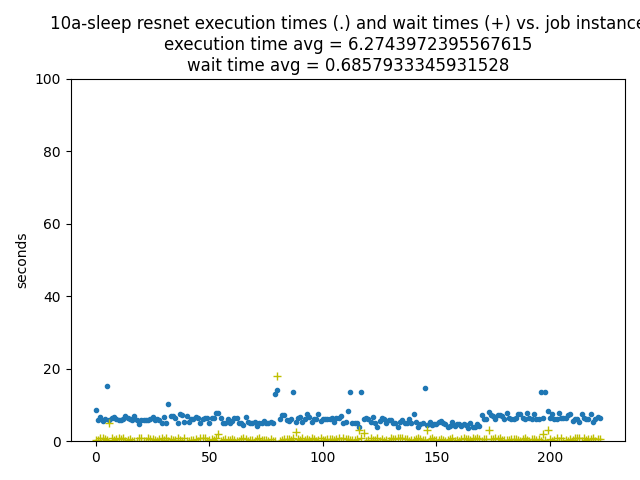 10a-sleep resnet execution times (.) and wait times (+) vs. job instance
execution time avg = 6.2743972395567615
wait time avg = 0.6857933345931528
100
80
60
40
20
0
seconds
0
50
100
150
200